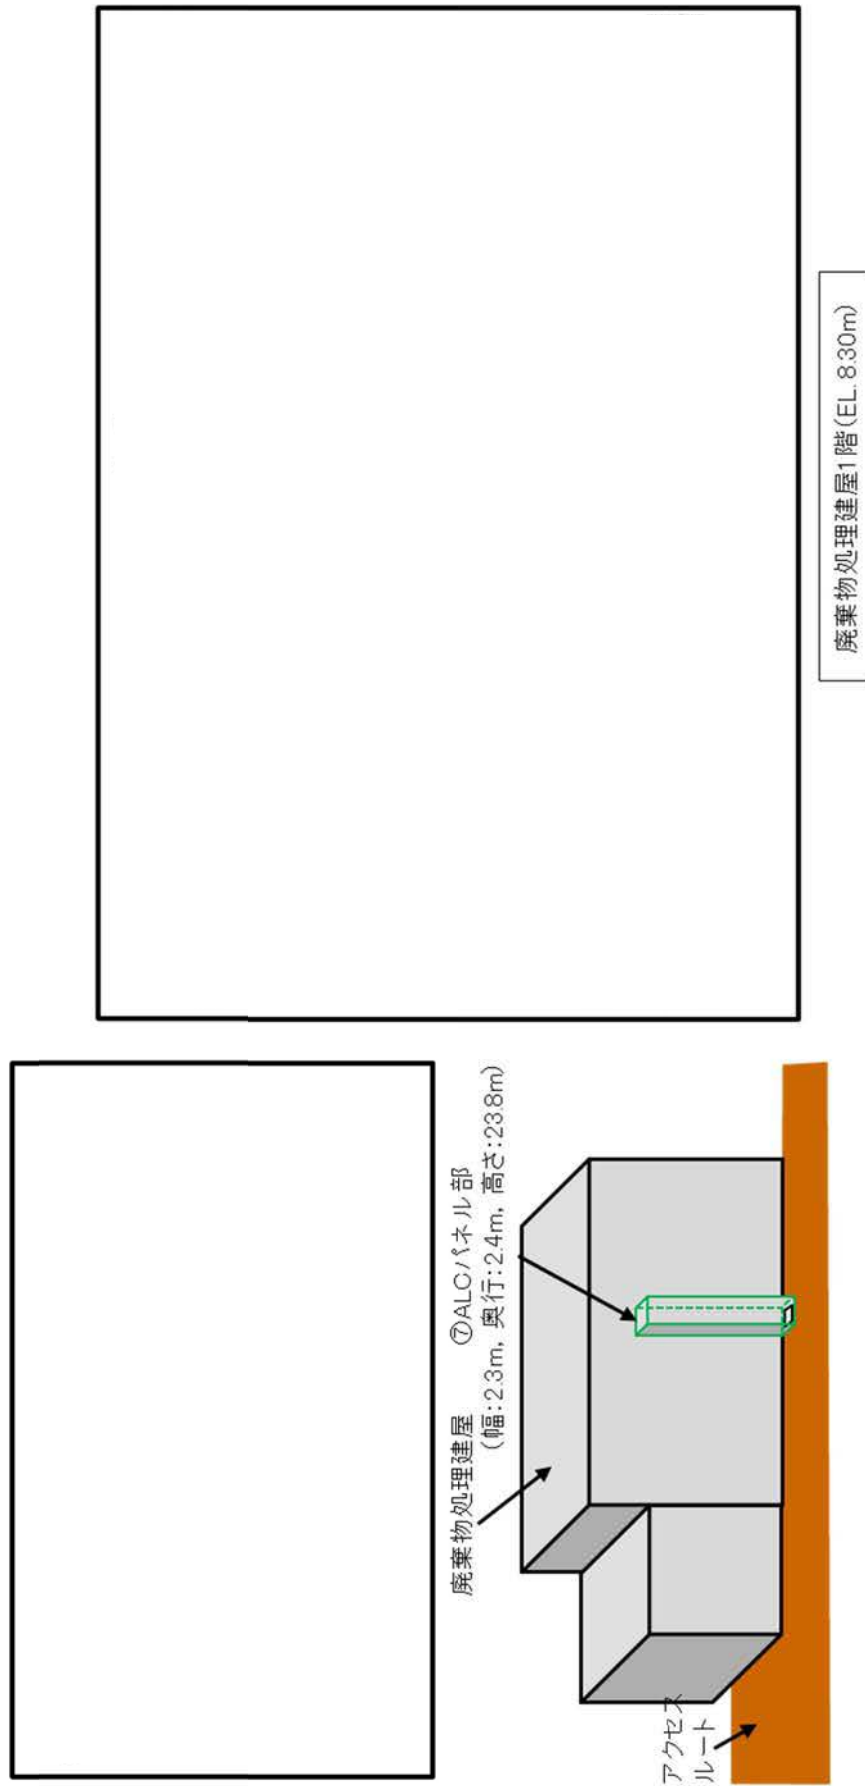 廃棄物処理建屋
⑦ALCパネル部
(幅:2.3m, 奥行:2.4m, 高さ:23.8m)
アクセス
ルート
廃棄物処理建屋1階(EL.8.30m)